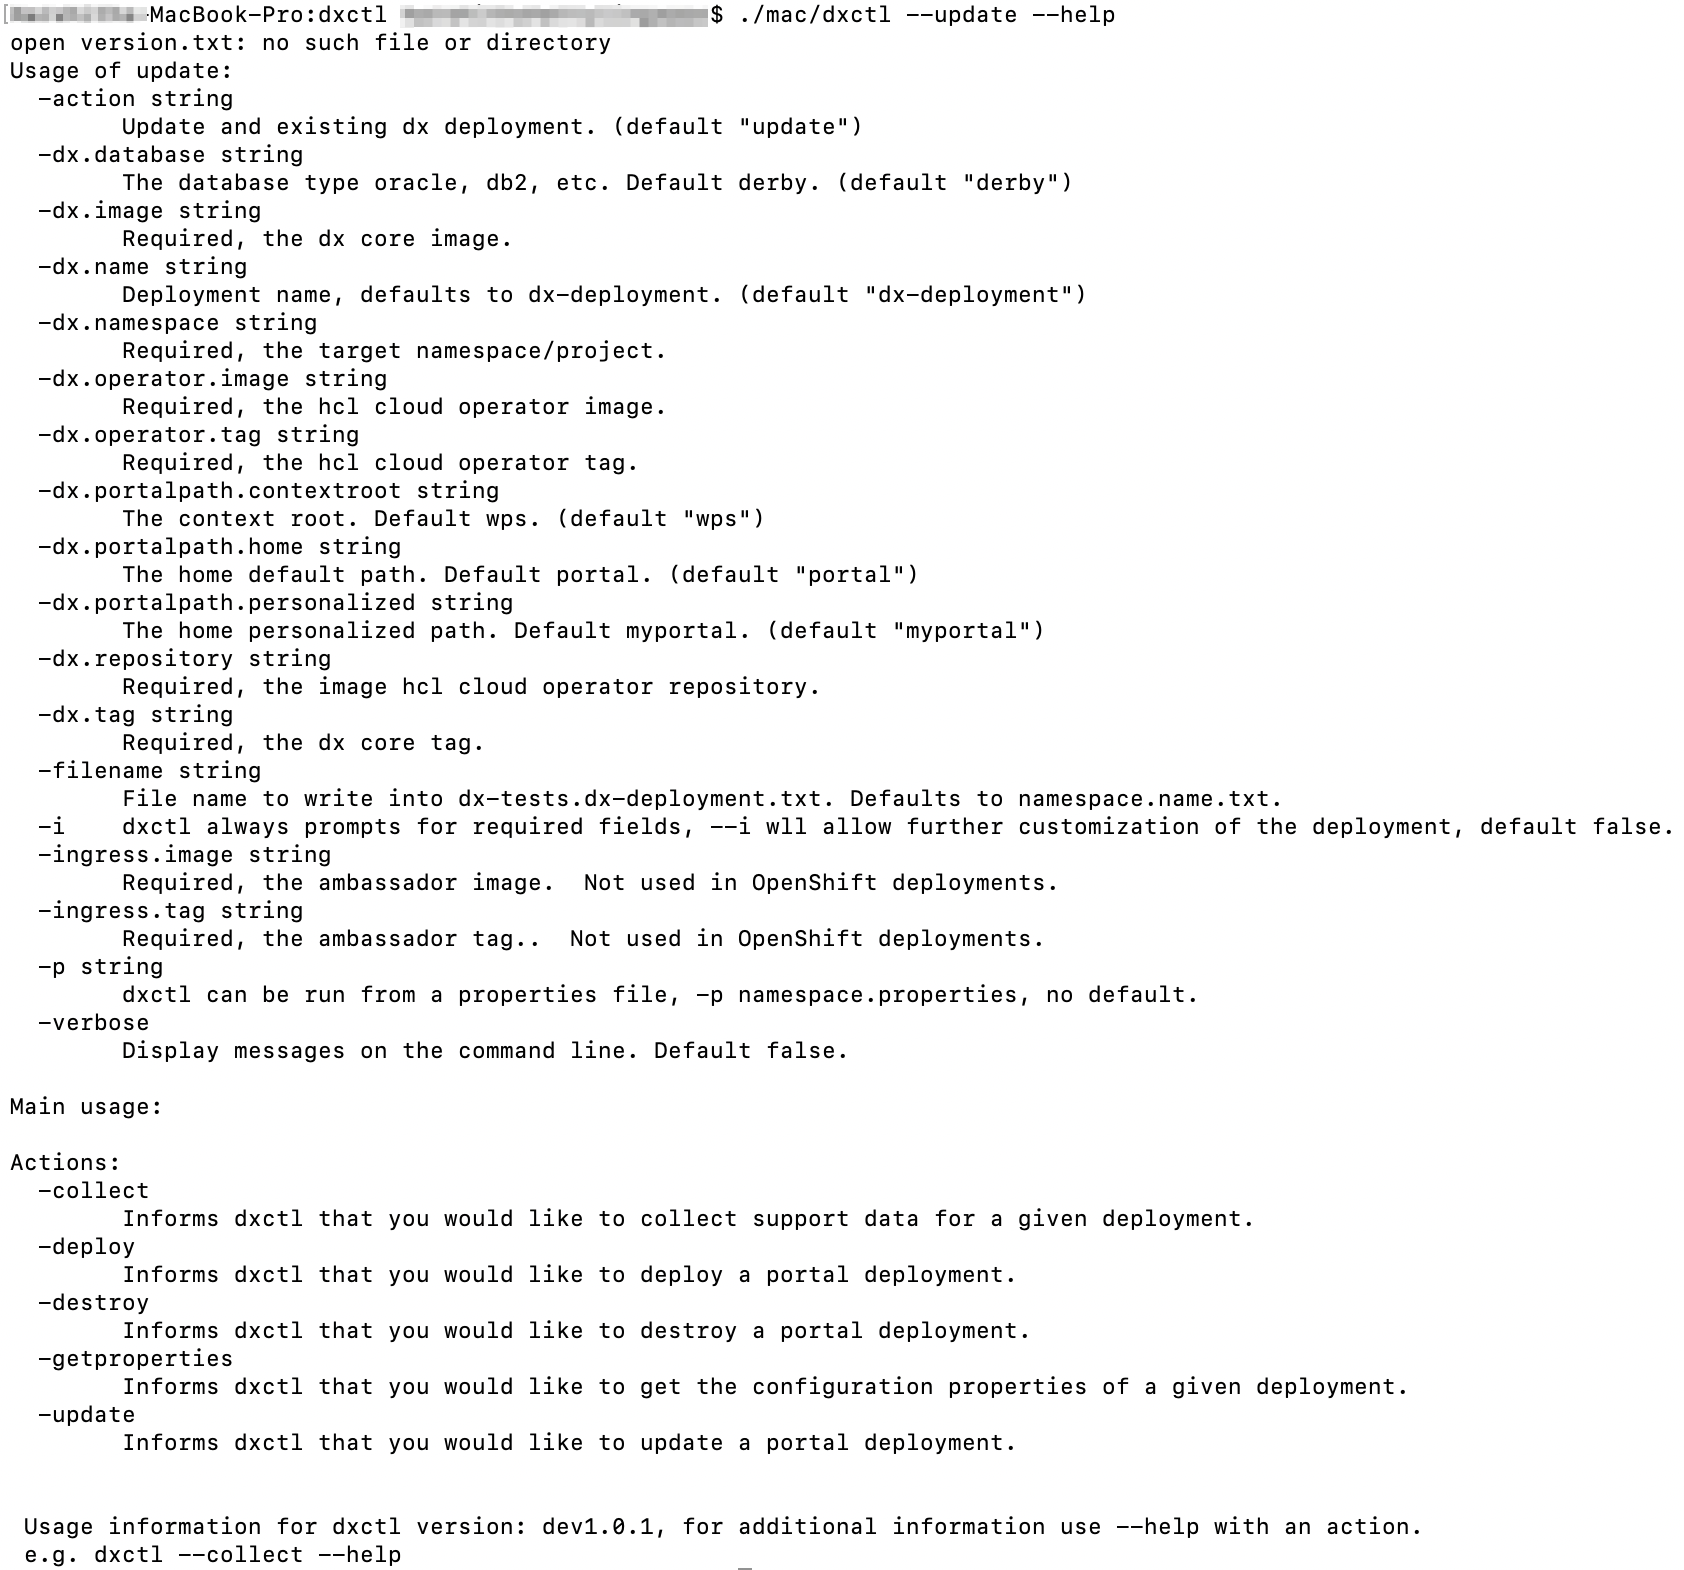 -MacBook-Pro:dxctl $ ./mac/dxctl --update --help
open version.txt: no such file or directory
Usage of update:
  -action string
        Update and existing dx deployment. (default "update")
  -dx.database string
        The database type oracle, db2, etc. Default derby. (default "derby")
  -dx.image string
        Required, the dx core image.
  -dx.name string
        Deployment name, defaults to dx-deployment. (default "dx-deployment")
  -dx.namespace string
        Required, the target namespace/project.
  -dx.operator.image string
        Required, the hcl cloud operator image.
  -dx.operator.tag string
        Required, the hcl cloud operator tag.
  -dx.portalpath.contextroot string
        The context root. Default wps. (default "wps")
  -dx.portalpath.home string
        The home default path. Default portal. (default "portal")
  -dx.portalpath.personalized string
        The home personalized path. Default myportal. (default "myportal")
  -dx.repository string
        Required, the image hcl cloud operator repository.
  -dx.tag string
        Required, the dx core tag.
  -filename string
        File name to write into dx-tests.dx-deployment.txt. Defaults to namespace.name.txt.
  -i    dxctl always prompts for required fields, --i wll allow further customization of the deployment, default false.
  -ingress.image string
        Required, the ambassador image.  Not used in OpenShift deployments.
  -ingress.tag string
        Required, the ambassador tag..  Not used in OpenShift deployments.
  -p string
        dxctl can be run from a properties file, -p namespace.properties, no default.
  -verbose
        Display messages on the command line. Default false.

Main usage:

Actions:
  -collect
        Informs dxctl that you would like to collect support data for a given deployment.
  -deploy
        Informs dxctl that you would like to deploy a portal deployment.
  -destroy
        Informs dxctl that you would like to destroy a portal deployment.
  -getproperties
        Informs dxctl that you would like to get the configuration properties of a given deployment.
  -update
        Informs dxctl that you would like to update a portal deployment.

 Usage information for dxctl version: dev1.0.1, for additional information use --help with an action.
 e.g. dxctl --collect --help